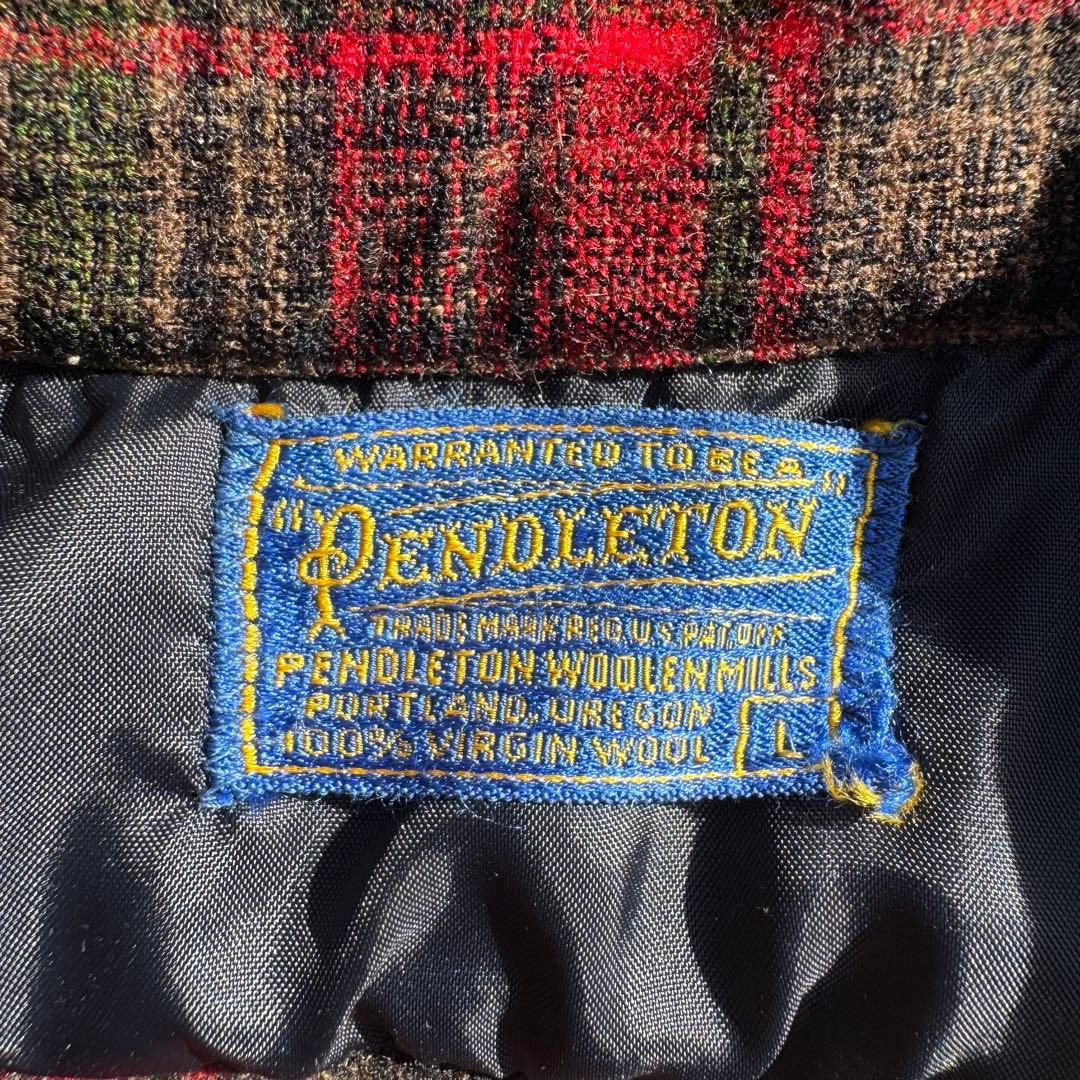 WARRANTED TO BE A
"PENDLETON"
TRADE MARK REG. U.S. PAT. OFF.
PENDLETON WOOLEN MILLS
PORTLAND, OREGON
100% VIRGIN WOOL L